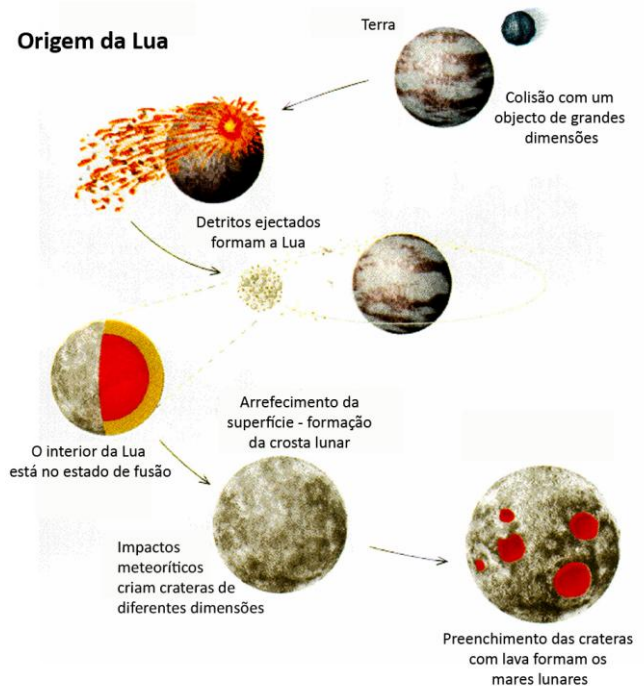 Origem da Lua
Terra
Colisão com um
objecto de grandes
dimensões
Detritos ejectados
formam a Lua
O interior da Lua
está no estado de fusão
Arrefecimento da
superfície - formação
da crosta lunar
Impactos
meteoríticos
criam crateras de
diferentes dimensões
Preenchimento das crateras
com lava formam os
mares lunares